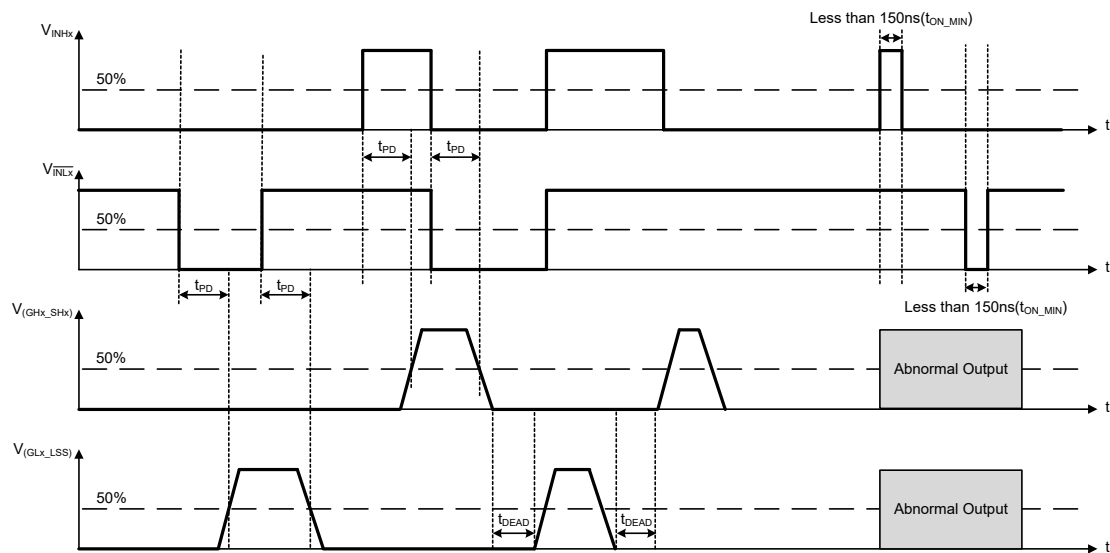 Less than 150ns(tON_MIN)
VINHx
50%
t
tPD
tPD
VI̅N̅L̅x̅
50%
t
tPD
tPD
Less than 150ns(tON_MIN)
V(GHx_SHx)
50%
Abnormal Output
t
V(GLx_LSS)
50%
tDEAD
tDEAD
Abnormal Output
t